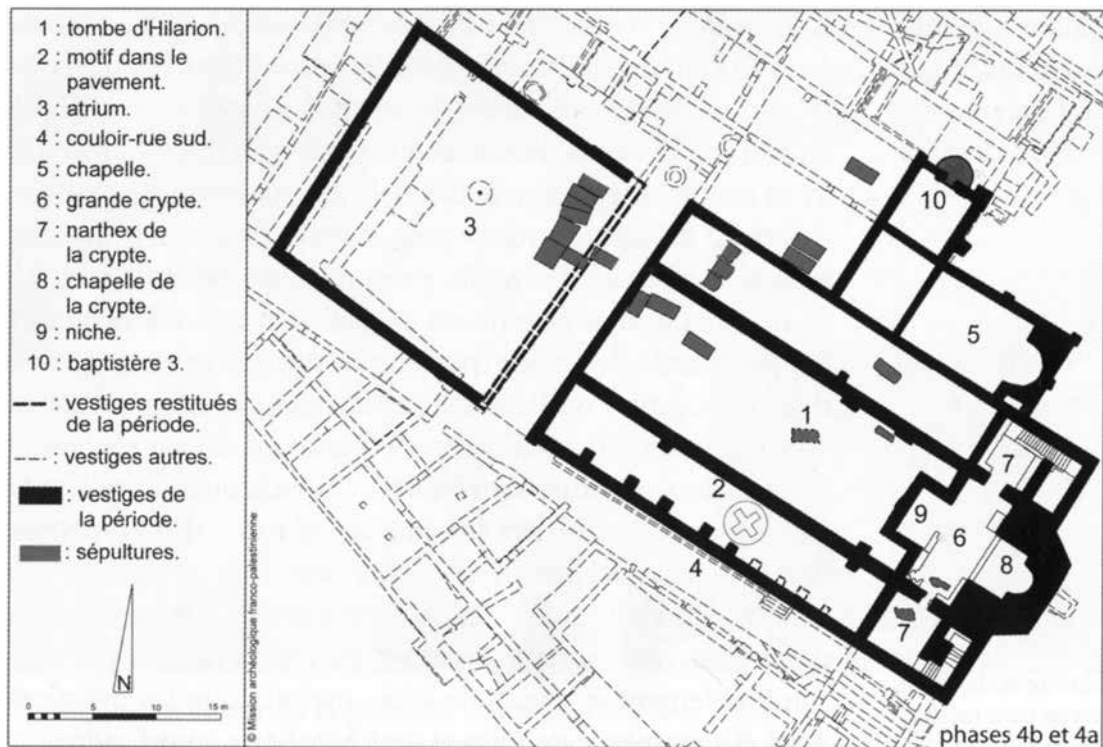 1 : tombe d'Hilarion.
2 : motif dans le
pavement.
3 : atrium.
4 : couloir-rue sud.
5 : chapelle.
6 : grande crypte.
7 : narthex de
la crypte.
8 : chapelle de
la crypte.
9 : niche.
10 : baptistère 3.
: vestiges restitués
de la période.
: vestiges autres.
: vestiges de
la période.
: sépultures.
N
0 5 10 15 m
© Mission archéologique franco-palestinienne
10
3
5
1
7
2
9
6
8
4
7
phases 4b et 4a